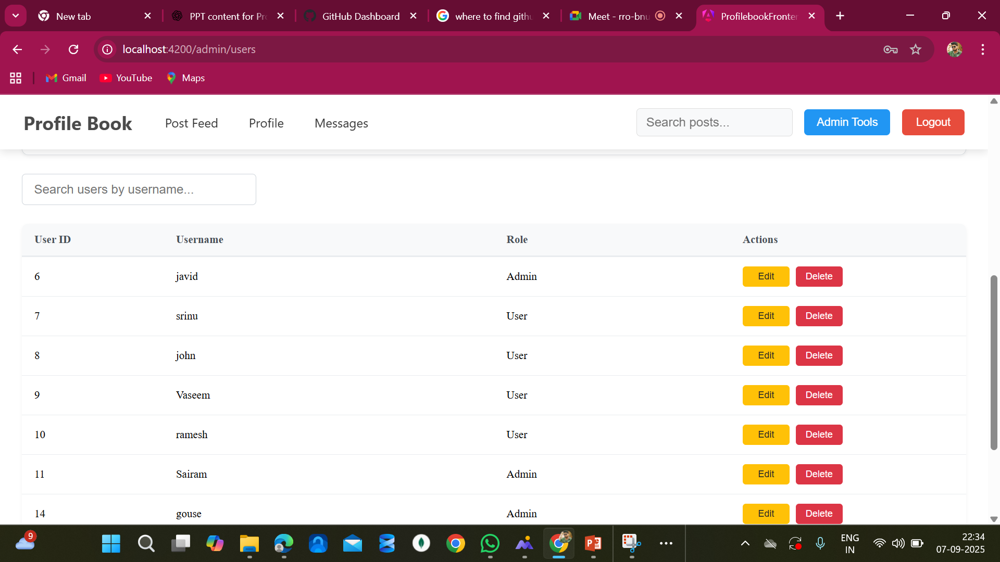 New tab
PPT content for Pr
GitHub Dashboard
where to find githu
Meet - rro-bnu
ProfilebookFronten
localhost:4200/admin/users
Gmail
YouTube
Maps
Profile Book
Post Feed
Profile
Messages
Search posts...
Admin Tools
Logout
Search users by username...
User ID Username Role Actions
6 javid Admin Edit Delete
7 srinu User Edit Delete
8 john User Edit Delete
9 Vaseem User Edit Delete
10 ramesh User Edit Delete
11 Sairam Admin Edit Delete
14 gouse Admin Edit Delete
9
ENG
IN
22:34
07-09-2025